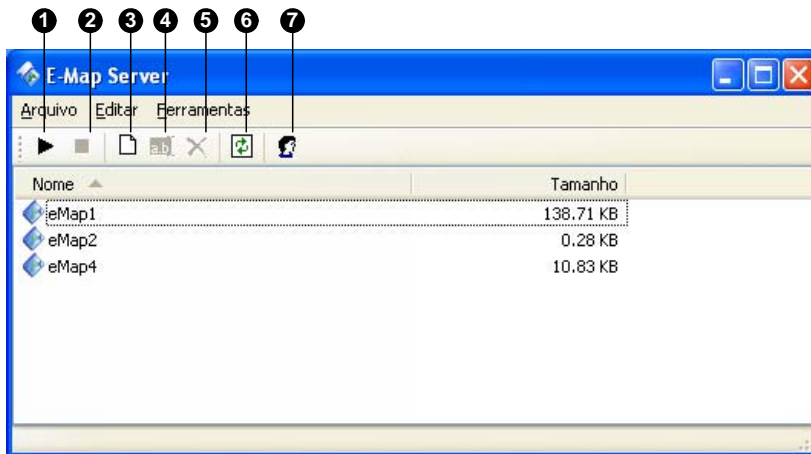 1 2 3 4 5 6 7
E-Map Server
Arquivo Editar Ferramentas
ab
Nome Tamanho
eMap1 138.71 KB
eMap2 0.28 KB
eMap4 10.83 KB